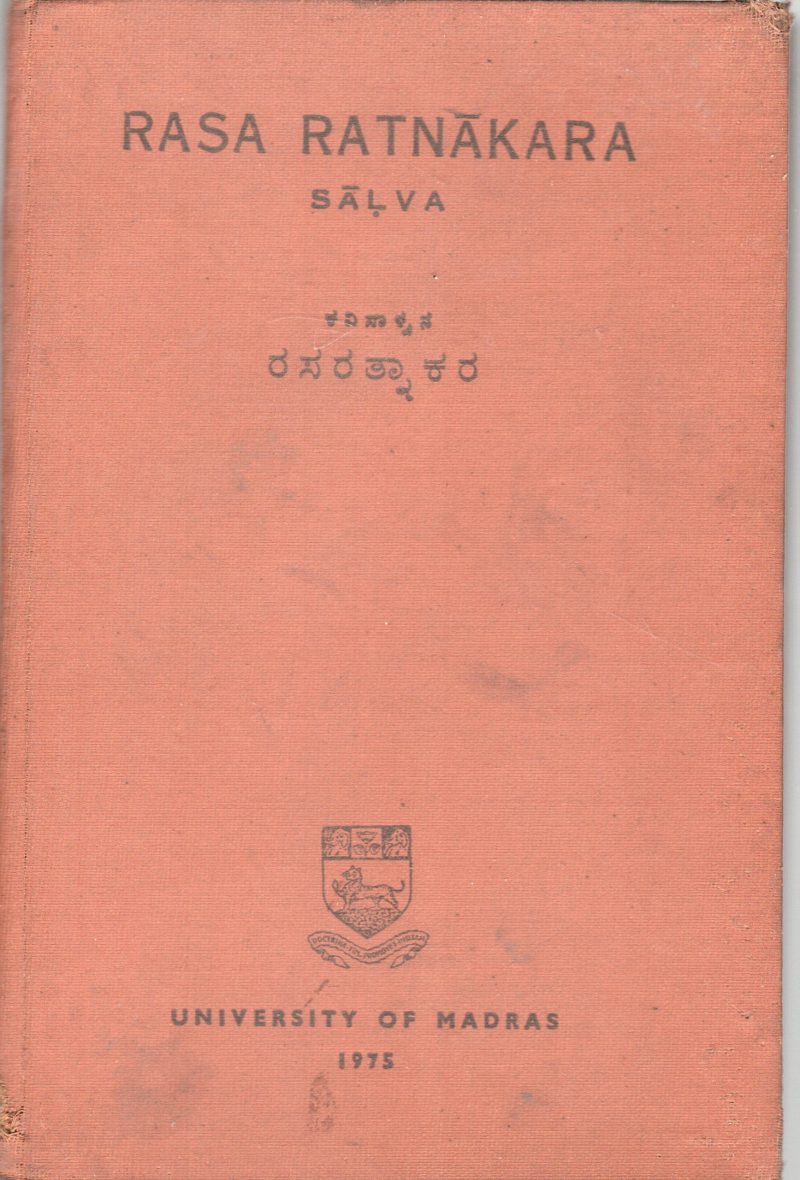 RASA RATNĀKARA
SĀḶVA
ಕವಿಸಾಳ್ವನ
ರಸರತ್ನಾಕರ
UNIVERSITY OF MADRAS
1975